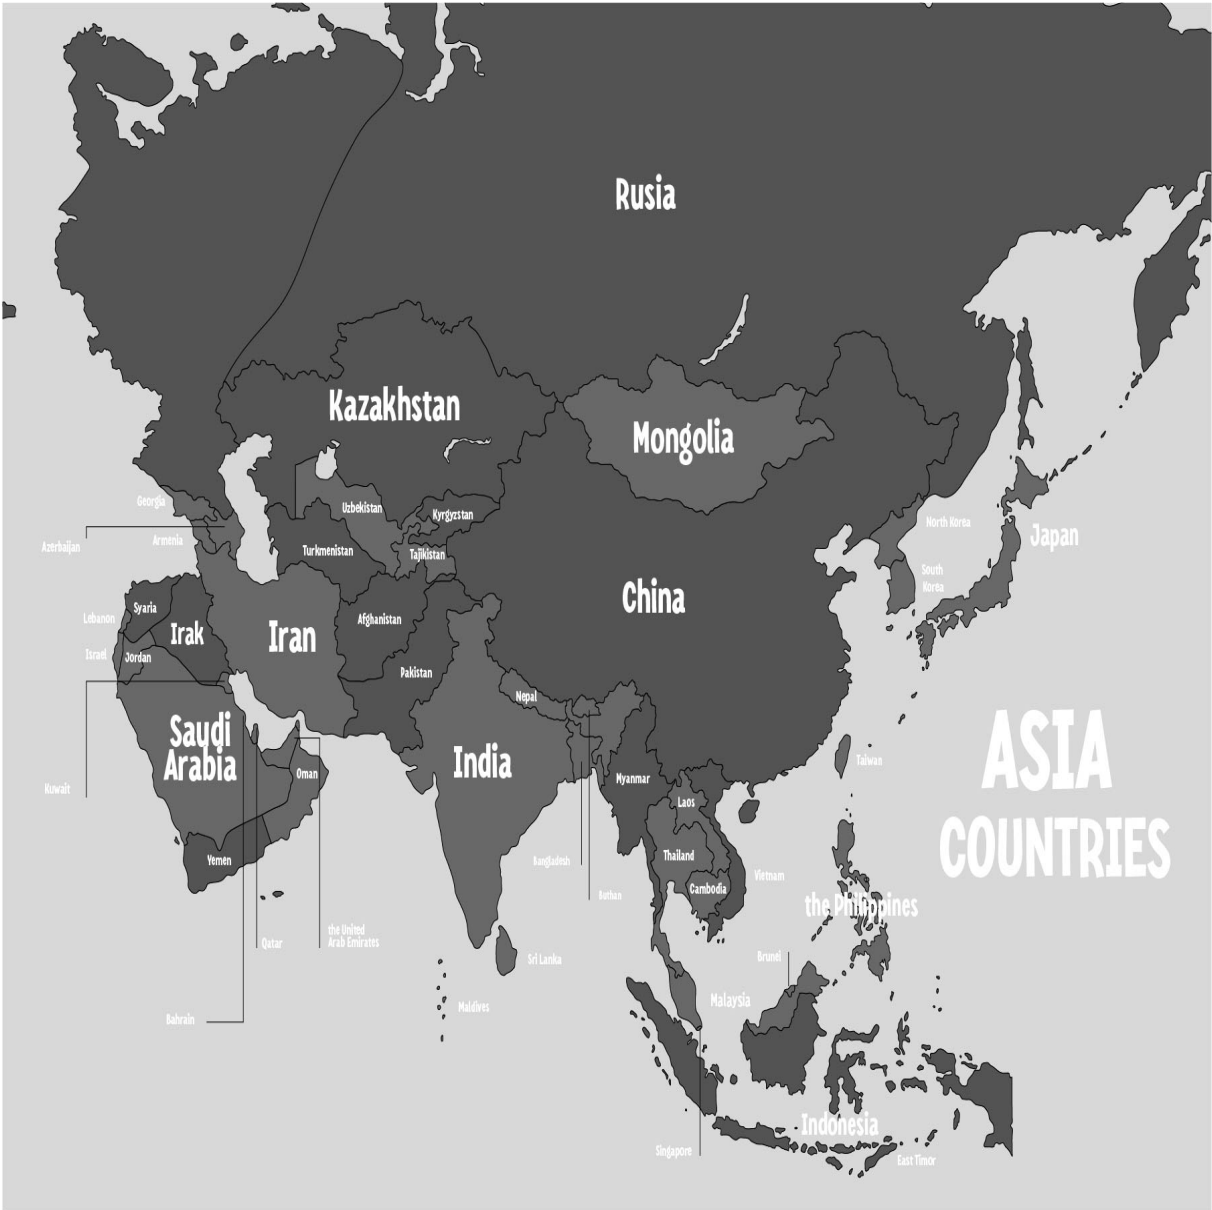 Rusia
Kazakhstan
Mongolia
Georgia
Uzbekistan
Kyrgyzstan
North Korea
Azerbaijan
Armenia
Turkmenistan
Tajikistan
Japan
South
Korea
China
Syaria
Lebanon
Irak
Iran
Afghanistan
Israel
Jordan
Pakistan
Nepal
Saudi
Arabia
ASIA
COUNTRIES
India
Taiwan
Kuwait
Oman
Myanmar
Laos
Yemen
Bangladesh
Thailand
Vietnam
Cambodia
Buthan
the Philippines
the United
Arab Emirates
Qatar
Sri Lanka
Brunei
Maldives
Malaysia
Bahrain
Indonesia
Singapore
East Timor